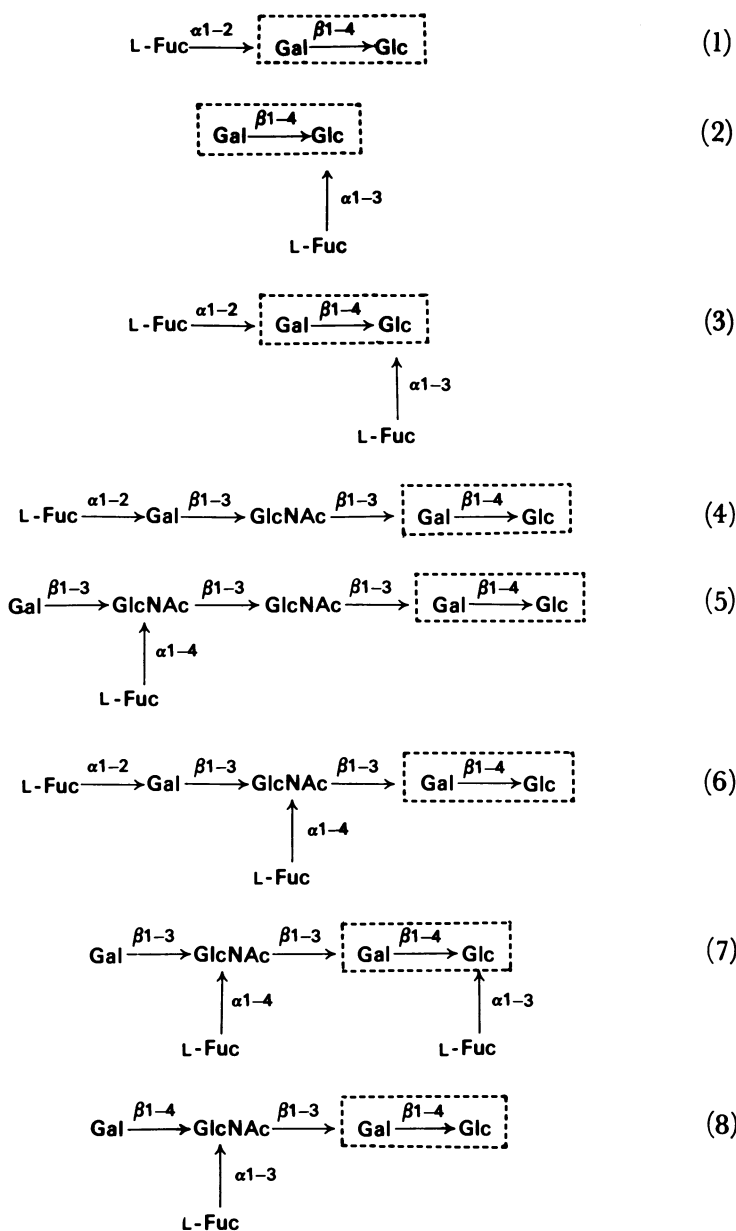 α1–2 β1–4
L-Fuc Gal Glc (1)
β1–4
Gal Glc (2)
α1–3
L-Fuc
α1–2 β1–4
L-Fuc Gal Glc (3)
α1–3
L-Fuc
α1–2 β1–3 β1–3 β1–4
L-Fuc Gal GlcNAc Gal Glc (4)
β1–3 β1–3 β1–3 β1–4
Gal GlcNAc GlcNAc Gal Glc (5)
α1–4
L-Fuc
α1–2 β1–3 β1–3 β1–4
L-Fuc Gal GlcNAc Gal Glc (6)
α1–4
L-Fuc
β1–3 β1–3 β1–4
Gal GlcNAc Gal Glc (7)
α1–4 α1–3
L-Fuc L-Fuc
β1–4 β1–3 β1–4
Gal GlcNAc Gal Glc (8)
α1–3
L-Fuc